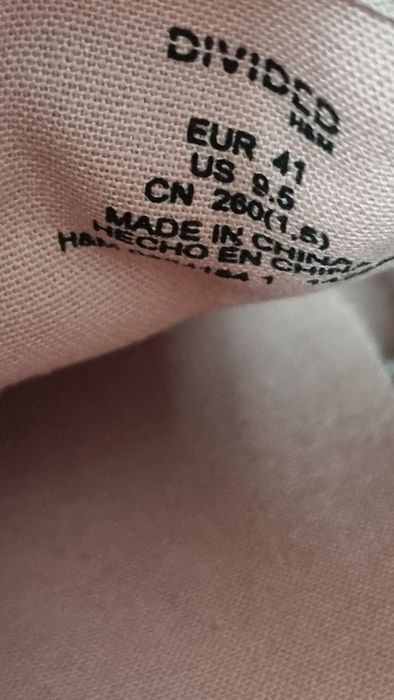 DIVIDED
H&M
EUR 41
US 9.5
CN 260(1.5)
MADE IN CHINA
HECHO EN CHINA
H&M